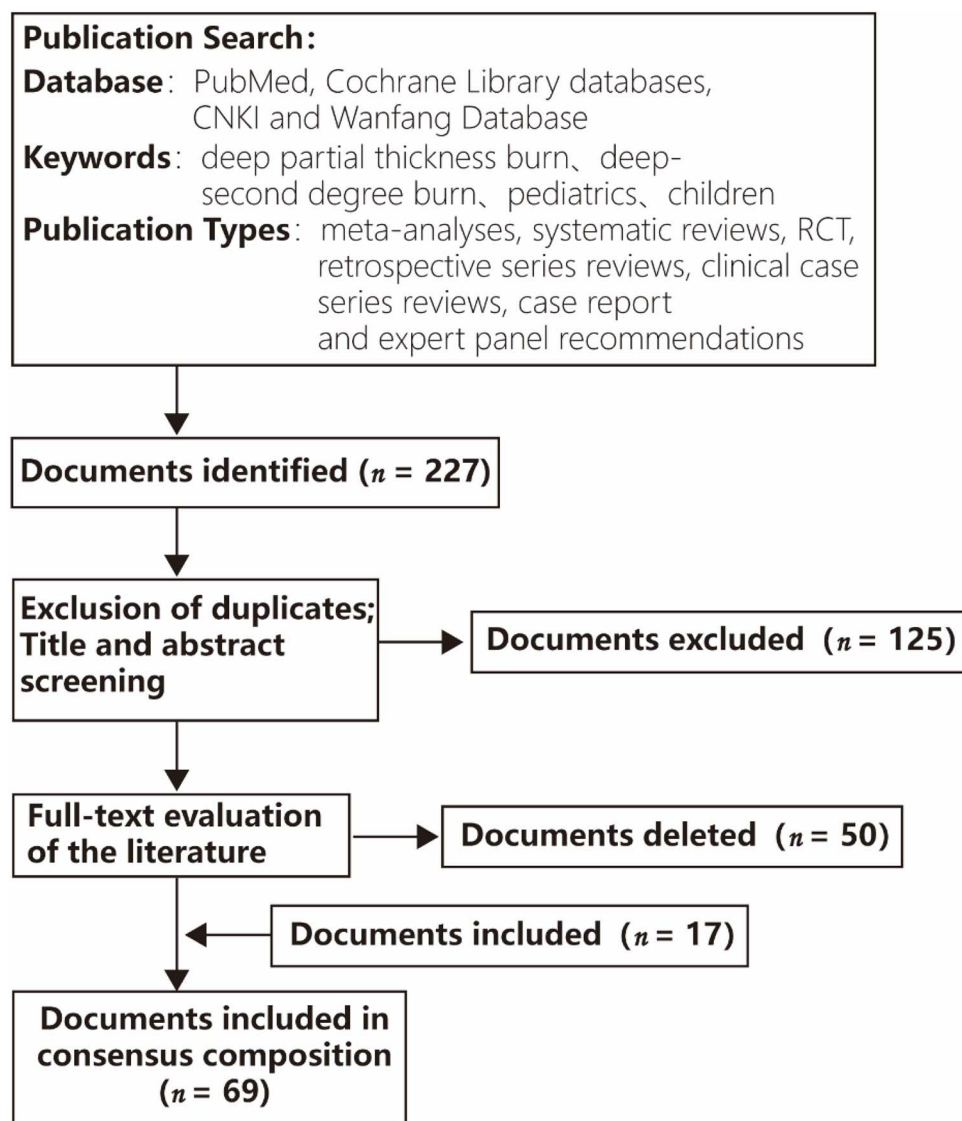 Publication Search:
Database: PubMed, Cochrane Library databases,
CNKI and Wanfang Database
Keywords: deep partial thickness burn、deep-
second degree burn、pediatrics、children
Publication Types: meta-analyses, systematic reviews, RCT,
retrospective series reviews, clinical case
series reviews, case report
and expert panel recommendations
Documents identified (n = 227)
Exclusion of duplicates;
Title and abstract
screening
Documents excluded (n = 125)
Full-text evaluation
of the literature
Documents deleted (n = 50)
Documents included (n = 17)
Documents included in
consensus composition
(n = 69)